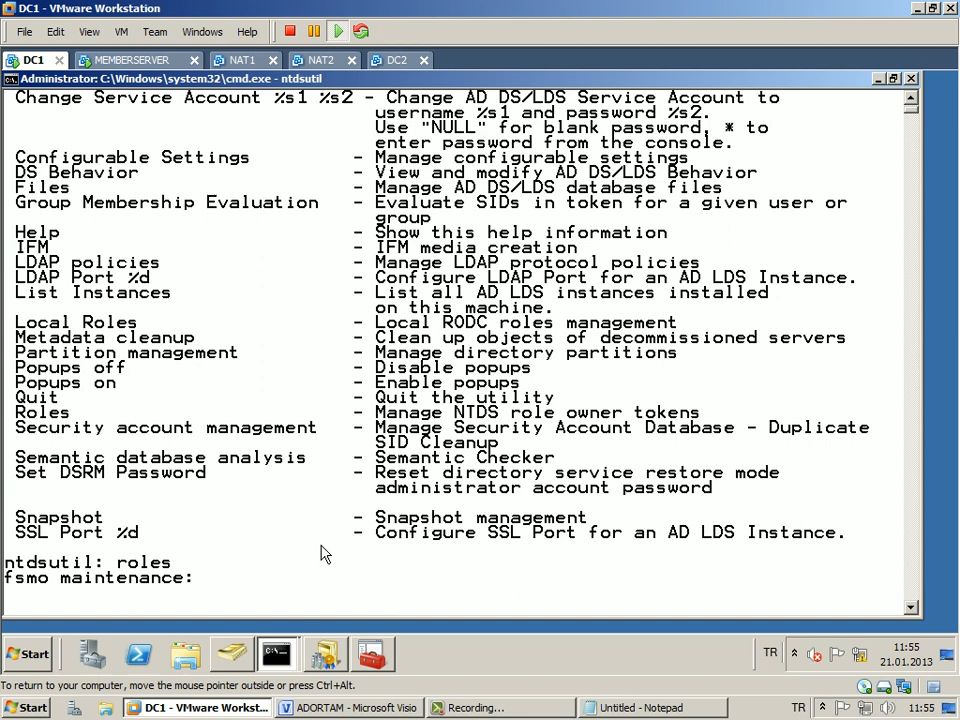 DC1 - VMware Workstation
File Edit View VM Team Windows Help
DC1 MEMBERSERVER NAT1 NAT2 DC2
Administrator: C:\Windows\system32\cmd.exe - ntdsutil
Change Service Account %s1 %s2 - Change AD DS/LDS Service Account to
username %s1 and password %s2.
Use "NULL" for blank password, * to
enter password from the console.
Configurable Settings - Manage configurable settings
DS Behavior - View and modify AD DS/LDS Behavior
Files - Manage AD DS/LDS database files
Group Membership Evaluation - Evaluate SIDs in token for a given user or
group
Help - Show this help information
IFM - IFM media creation
LDAP policies - Manage LDAP protocol policies
LDAP Port %d - Configure LDAP Port for an AD LDS Instance.
List Instances - List all AD LDS instances installed
on this machine.
Local Roles - Local RODC roles management
Metadata cleanup - Clean up objects of decommissioned servers
Partition management - Manage directory partitions
Popups off - Disable popups
Popups on - Enable popups
Quit - Quit the utility
Roles - Manage NTDS role owner tokens
Security account management - Manage Security Account Database - Duplicate
SID Cleanup
Semantic database analysis - Semantic Checker
Set DSRM Password - Reset directory service restore mode
administrator account password
Snapshot - Snapshot management
SSL Port %d - Configure SSL Port for an AD LDS Instance.
ntdsutil: roles
fsmo maintenance:
Start TR 11:55
21.01.2013
To return to your computer, move the mouse pointer outside or press Ctrl+Alt.
Start DC1 - VMware Workst... ADORTAM - Microsoft Visio Recording... Untitled - Notepad TR 11:55